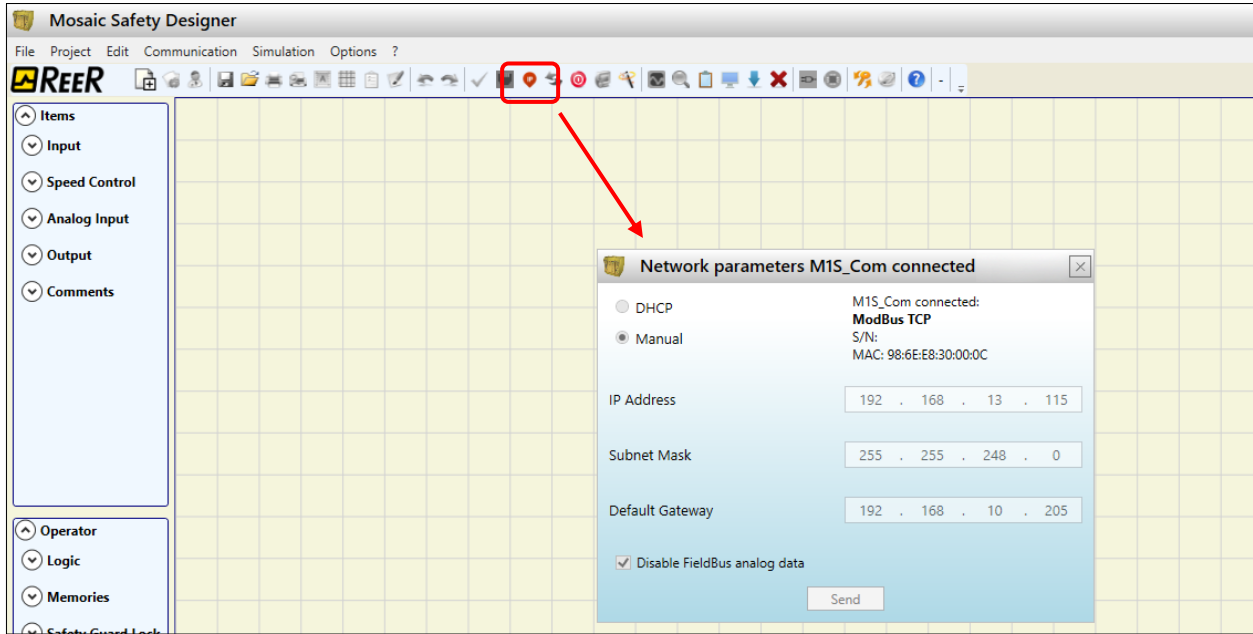 Mosaic Safety Designer
File Project Edit Communication Simulation Options ?
REER
Items
Input
Speed Control
Analog Input
Output
Comments
Operator
Logic
Memories
Safety Guard Lock
Network parameters M1S_Com connected
DHCP
Manual
M1S_Com connected:
ModBus TCP
S/N:
MAC: 98:6E:E8:30:00:0C
IP Address 192 . 168 . 13 . 115
Subnet Mask 255 . 255 . 248 . 0
Default Gateway 192 . 168 . 10 . 205
Disable FieldBus analog data
Send